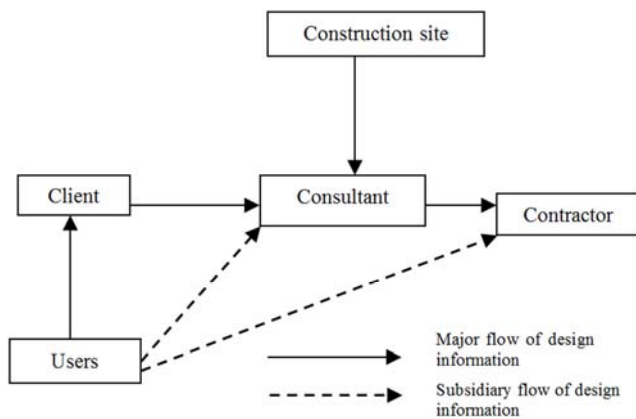 Construction site
Client
Consultant
Contractor
Users
Major flow of design
information
Subsidiary flow of design
information